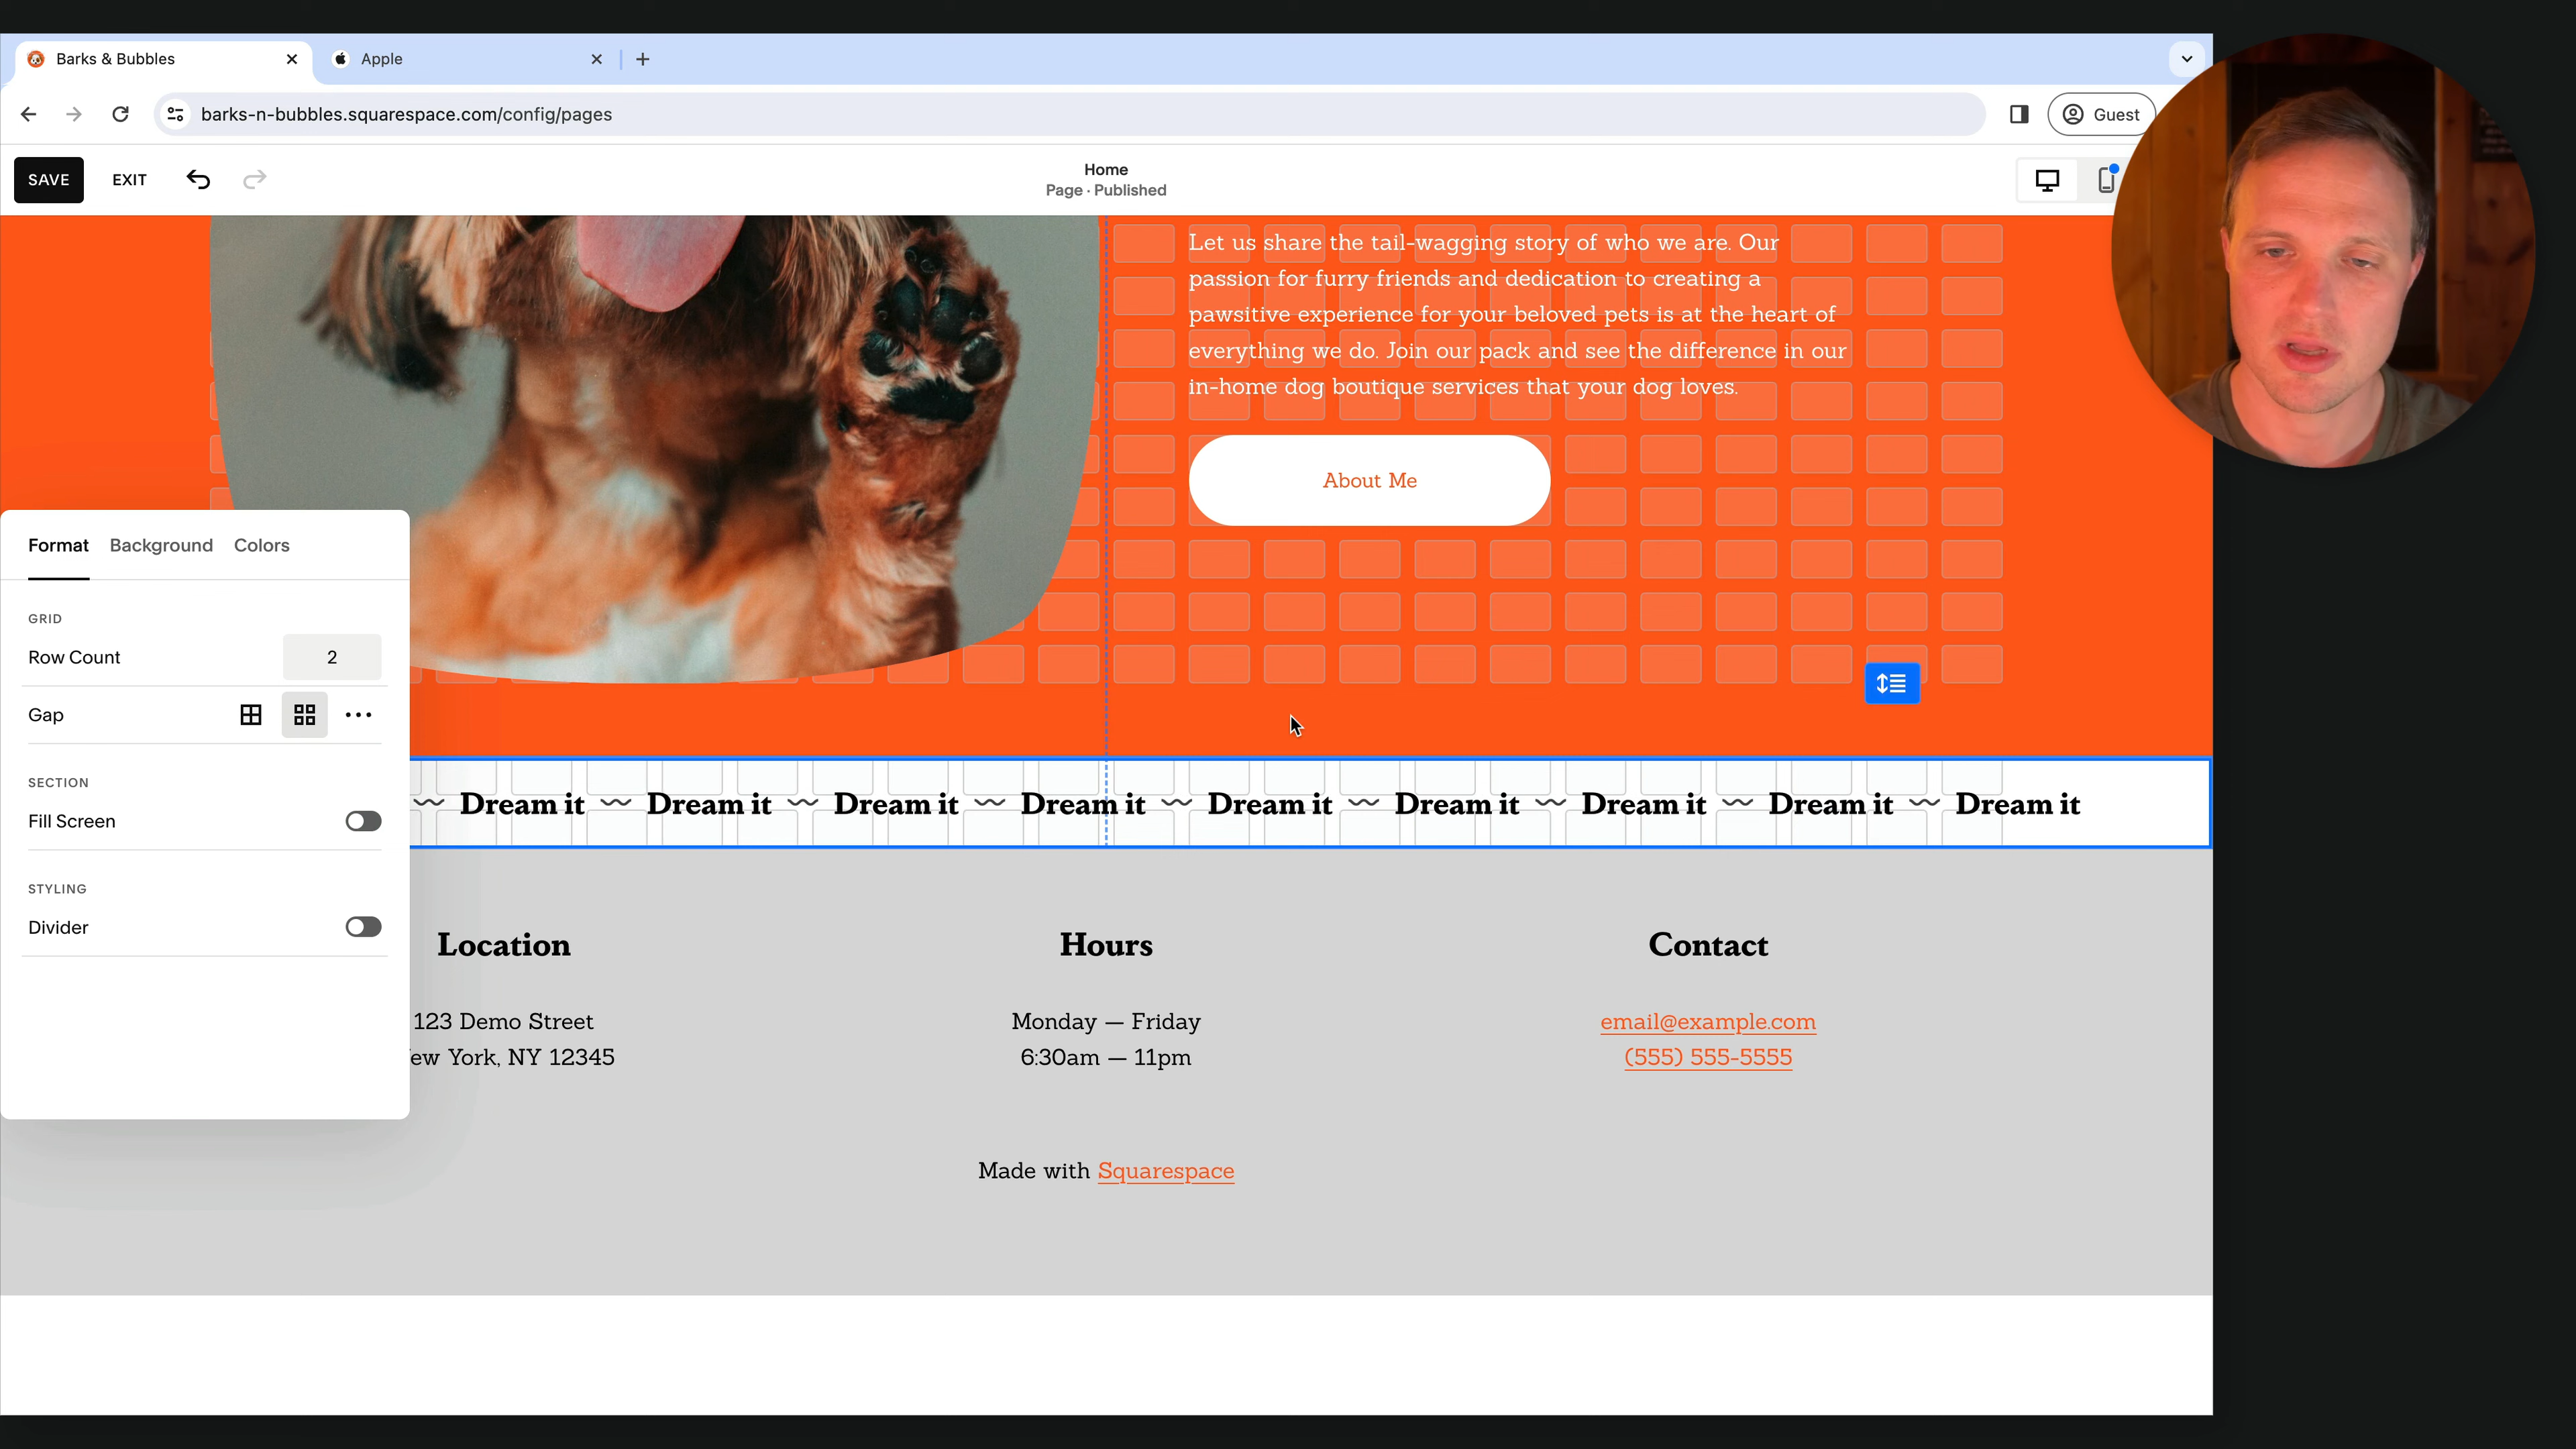 Barks & Bubbles
Apple
barks-n-bubbles.squarespace.com/config/pages
Guest
SAVE
EXIT
Home
Page · Published
Let us share the tail-wagging story of who we are. Our
passion for furry friends and dedication to creating a
pawsitive experience for your beloved pets is at the heart of
everything we do. Join our pack and see the difference in our
in-home dog boutique services that your dog loves.
About Me
Format Background Colors
GRID
Row Count 2
Gap
SECTION
Fill Screen
STYLING
Divider
Dream it Dream it Dream it Dream it Dream it Dream it Dream it Dream it Dream it
Location
123 Demo Street
ew York, NY 12345
Hours
Monday — Friday
6:30am — 11pm
Contact
email@example.com
(555) 555-5555
Made with Squarespace